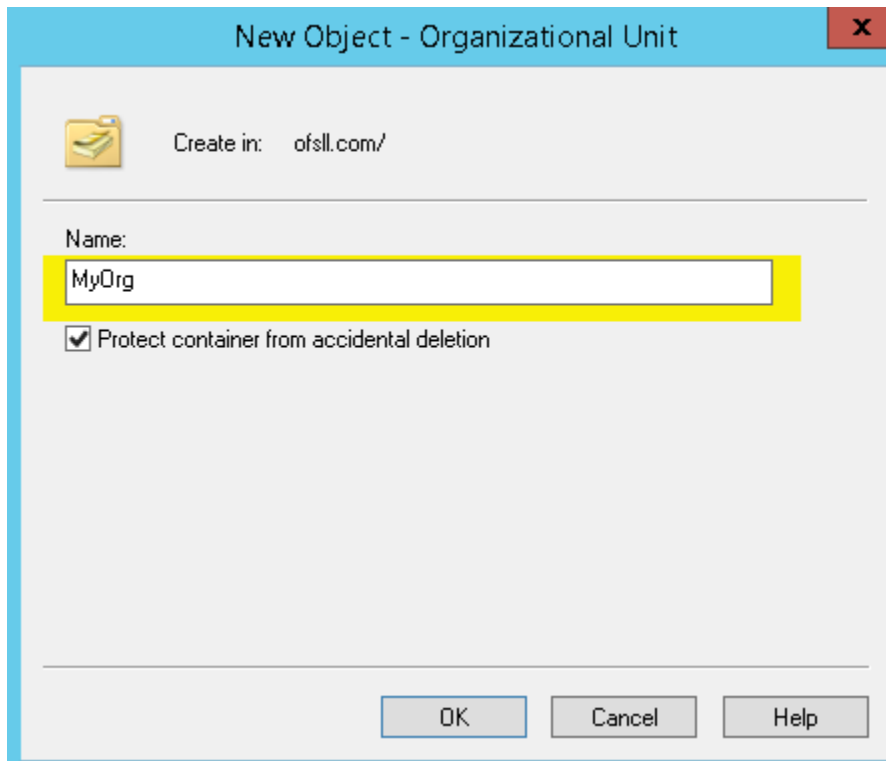 New Object - Organizational Unit
x
Create in: ofsll.com/
Name:
MyOrg
Protect container from accidental deletion
OK Cancel Help